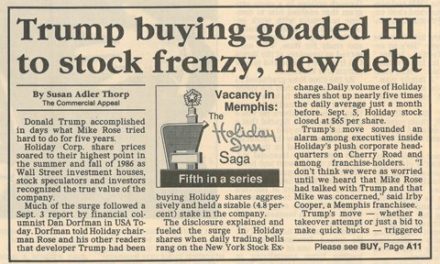 Trump buying goaded HI
to stock frenzy, new debt
By Susan Adler Thorp
The Commercial Appeal
Donald Trump accomplished
in days what Mike Rose tried
hard to do for five years.
Holiday Corp. share prices
soared to their highest point in
the summer and fall of 1986 as
Wall Street investment houses,
stock speculators and investors
recognized the true value of the
company.
Much of the surge followed a
Sept. 3 report by financial col-
umnist Dan Dorfman in USA To-
day. Dorfman told Holiday chair-
man Rose and his other readers
that developer Trump had been
Vacancy in
Memphis:
The
Holiday
Inn
Saga
Fifth in a series
buying Holiday shares aggres-
sively and held a sizable (4.8 per-
cent) stake in the company.
The disclosure explained and
fueled the surge in Holiday
shares when daily trading bells
rang on the New York Stock Ex-
change. Daily volume of Holiday
shares shot up nearly five times
the daily average just a month
before. Sept. 5, Holiday stock
closed at $65 per share.
Trump's move sounded an
alarm among executives inside
Holiday's plush corporate head-
quarters on Cherry Road and
among franchise-holders. "I
don't think we were as worried
until we heard that Mike Rose
had talked with Trump and that
Mike was concerned," said Irby
Cooper, a Memphis franchisee.
Trump's move — whether a
takeover attempt or just a bid to
make quick bucks — triggered
Please see BUY, Page A11